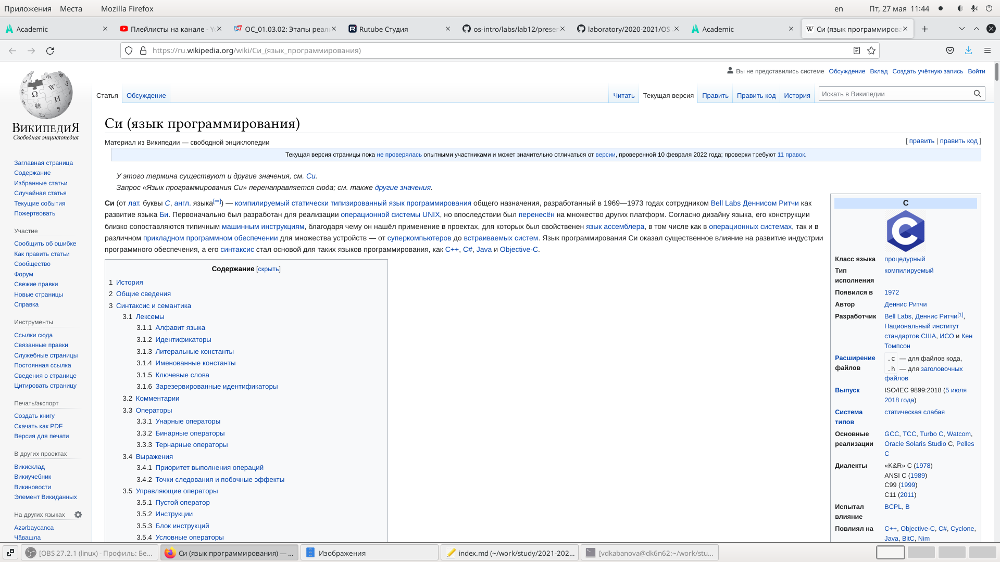 Приложения Места Mozilla Firefox en Пт, 27 мая 11:44
Academic Плейлисты на канале - ОС_01.03.02: Этапы реал Rutube Студия os-intro/labs/lab12/preser laboratory/2020-2021/OS Academic Си (язык программирова
https://ru.wikipedia.org/wiki/Си_(язык_программирования)
Вы не представились системе Обсуждение Вклад Создать учётную запись Войти
Статья Обсуждение Читать Текущая версия Править Править код История Искать в Википедии
ВикипедиЯ
Свободная энциклопедия
Заглавная страница
Содержание
Избранные статьи
Случайная статья
Текущие события
Пожертвовать
Участие
Сообщить об ошибке
Как править статьи
Сообщество
Форум
Свежие правки
Новые страницы
Справка
Инструменты
Ссылки сюда
Связанные правки
Служебные страницы
Постоянная ссылка
Сведения о странице
Цитировать страницу
Печать/экспорт
Создать книгу
Скачать как PDF
Версия для печати
В других проектах
Викисклад
Викиучебник
Викиновости
Элемент Викиданных
На других языках
Azərbaycanca
Чӑвашла
Си (язык программирования)
Материал из Википедии — свободной энциклопедии
[ править | править код ]
Текущая версия страницы пока не проверялась опытными участниками и может значительно отличаться от версии, проверенной 10 февраля 2022 года; проверки требуют 11 правок.
У этого термина существуют и другие значения, см. Си.
Запрос «Язык программирования Си» перенаправляется сюда; см. также другие значения.
Си (от лат. буквы C, англ. языка[⇨]) — компилируемый статически типизированный язык программирования общего назначения, разработанный в 1969—1973 годах сотрудником Bell Labs Деннисом Ритчи как
развитие языка Би. Первоначально был разработан для реализации операционной системы UNIX, но впоследствии был перенесён на множество других платформ. Согласно дизайну языка, его конструкции
близко сопоставляются типичным машинным инструкциям, благодаря чему он нашёл применение в проектах, для которых был свойственен язык ассемблера, в том числе как в операционных системах, так и в
различном прикладном программном обеспечении для множества устройств — от суперкомпьютеров до встраиваемых систем. Язык программирования Си оказал существенное влияние на развитие индустрии
программного обеспечения, а его синтаксис стал основой для таких языков программирования, как C++, C#, Java и Objective-C.
Содержание [скрыть]
1 История
2 Общие сведения
3 Синтаксис и семантика
3.1 Лексемы
3.1.1 Алфавит языка
3.1.2 Идентификаторы
3.1.3 Литеральные константы
3.1.4 Именованные константы
3.1.5 Ключевые слова
3.1.6 Зарезервированные идентификаторы
3.2 Комментарии
3.3 Операторы
3.3.1 Унарные операторы
3.3.2 Бинарные операторы
3.3.3 Тернарные операторы
3.4 Выражения
3.4.1 Приоритет выполнения операций
3.4.2 Точки следования и побочные эффекты
3.5 Управляющие операторы
3.5.1 Пустой оператор
3.5.2 Инструкции
3.5.3 Блок инструкций
3.5.4 Условные операторы
C
C
Класс языка процедурный
Тип компилируемый
исполнения
Появился в 1972
Автор Деннис Ритчи
Разработчик Bell Labs, Деннис Ритчи[1],
Национальный институт
стандартов США, ИСО и Кен
Томпсон
Расширение .c — для файлов кода,
файлов .h — для заголовочных
файлов
Выпуск ISO/IEC 9899:2018 (5 июля
2018 года)
Система статическая слабая
типов
Основные GCC, TCC, Turbo C, Watcom,
реализации Oracle Solaris Studio C, Pelles
C
Диалекты «K&R» C (1978)
ANSI C (1989)
C99 (1999)
C11 (2011)
Испытал BCPL, B
влияние
Повлиял на C++, Objective-C, C#, Cyclone,
Java, BitC, Nim
[OBS 27.2.1 (linux) - Профиль: Бе... Си (язык программирования) — ... Изображения index.md (~/work/study/2021-202... [vdkabanova@dk6n62:~/work/stu...